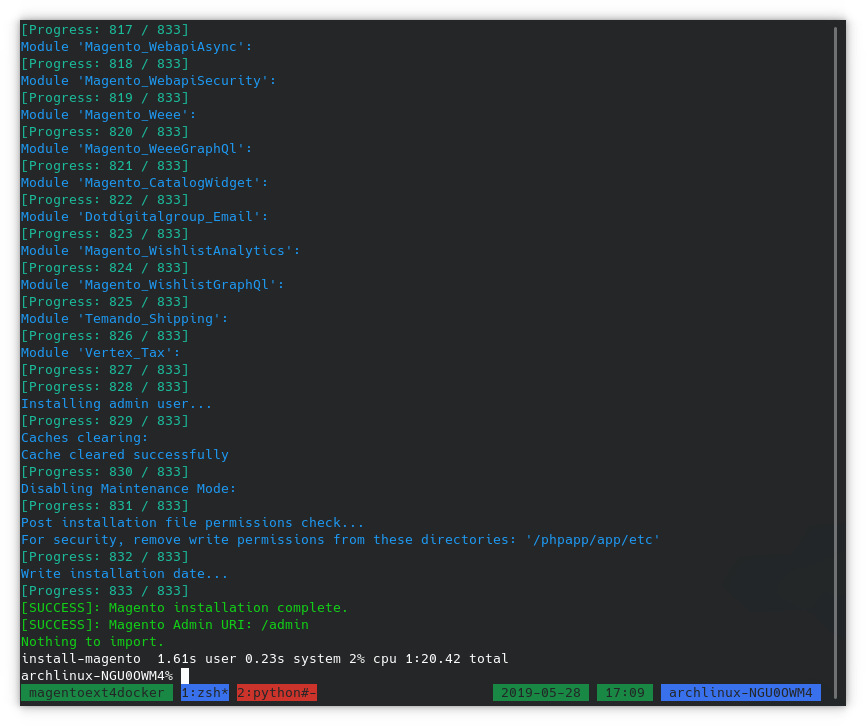 [Progress: 817 / 833]
Module 'Magento_WebapiAsync':
[Progress: 818 / 833]
Module 'Magento_WebapiSecurity':
[Progress: 819 / 833]
Module 'Magento_Weee':
[Progress: 820 / 833]
Module 'Magento_WeeeGraphQl':
[Progress: 821 / 833]
Module 'Magento_CatalogWidget':
[Progress: 822 / 833]
Module 'Dotdigitalgroup_Email':
[Progress: 823 / 833]
Module 'Magento_WishlistAnalytics':
[Progress: 824 / 833]
Module 'Magento_WishlistGraphQl':
[Progress: 825 / 833]
Module 'Temando_Shipping':
[Progress: 826 / 833]
Module 'Vertex_Tax':
[Progress: 827 / 833]
[Progress: 828 / 833]
Installing admin user...
[Progress: 829 / 833]
Caches clearing:
Cache cleared successfully
[Progress: 830 / 833]
Disabling Maintenance Mode:
[Progress: 831 / 833]
Post installation file permissions check...
For security, remove write permissions from these directories: '/phpapp/app/etc'
[Progress: 832 / 833]
Write installation date...
[Progress: 833 / 833]
[SUCCESS]: Magento installation complete.
[SUCCESS]: Magento Admin URI: /admin
Nothing to import.
install-magento  1.61s user 0.23s system 2% cpu 1:20.42 total
archlinux-NGU0OWM4%
magentoext4docker 1:zsh* 2:python#- 2019-05-28 17:09 archlinux-NGU0OWM4